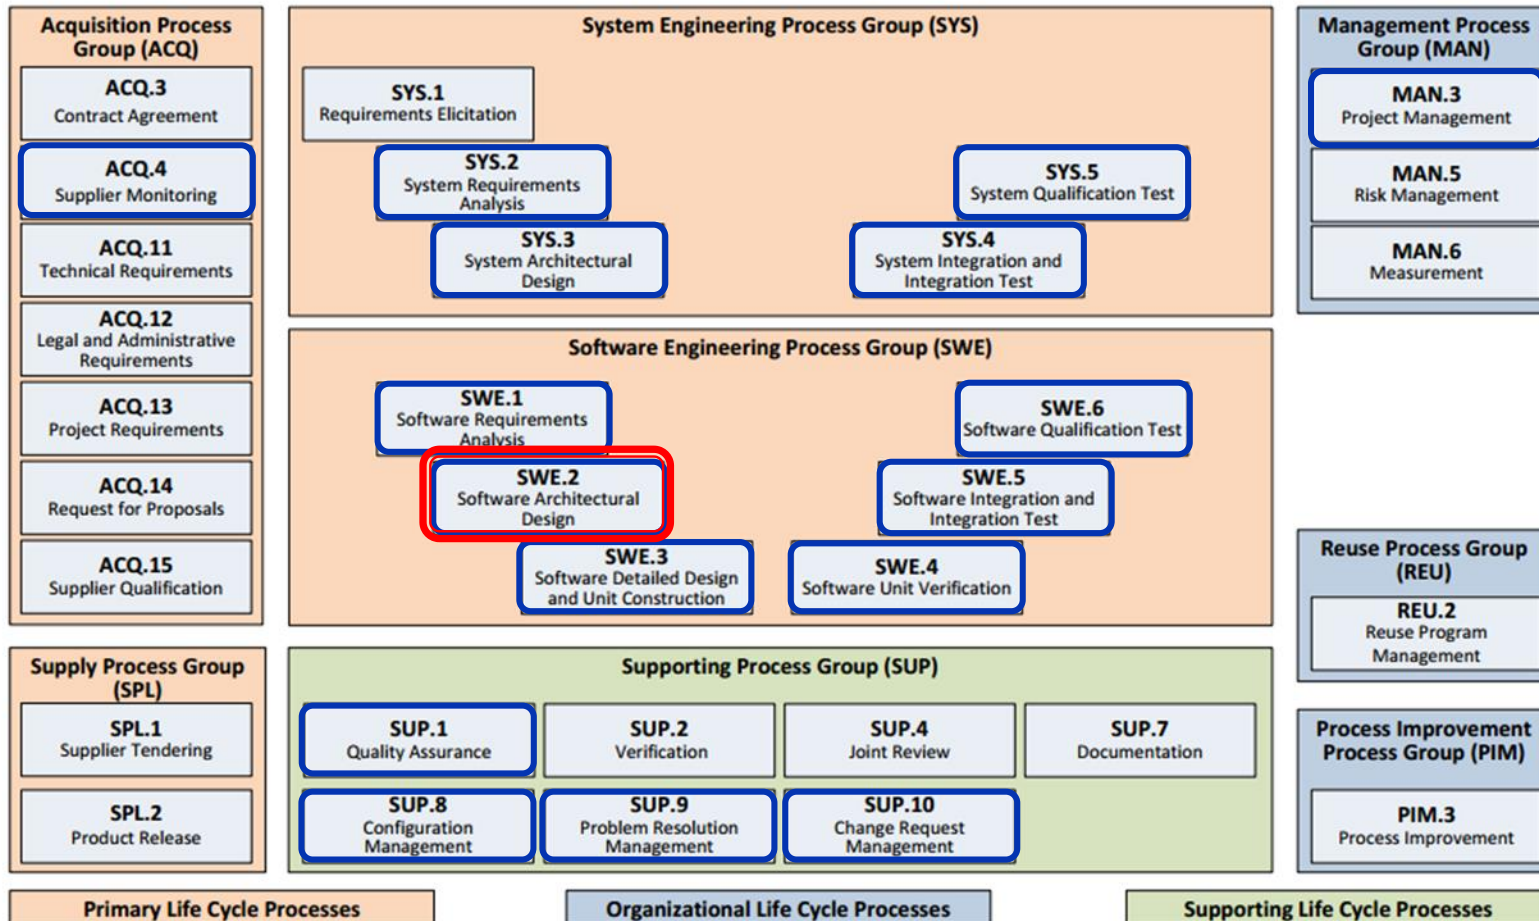 Acquisition Process
Group (ACQ)
ACQ.3
Contract Agreement
ACQ.4
Supplier Monitoring
ACQ.11
Technical Requirements
ACQ.12
Legal and Administrative
Requirements
ACQ.13
Project Requirements
ACQ.14
Request for Proposals
ACQ.15
Supplier Qualification
System Engineering Process Group (SYS)
SYS.1
Requirements Elicitation
SYS.2
System Requirements
Analysis
SYS.3
System Architectural
Design
SYS.5
System Qualification Test
SYS.4
System Integration and
Integration Test
Management Process
Group (MAN)
MAN.3
Project Management
MAN.5
Risk Management
MAN.6
Measurement
Software Engineering Process Group (SWE)
SWE.1
Software Requirements
Analysis
SWE.2
Software Architectural
Design
SWE.3
Software Detailed Design
and Unit Construction
SWE.6
Software Qualification Test
SWE.5
Software Integration and
Integration Test
SWE.4
Software Unit Verification
Reuse Process Group
(REU)
REU.2
Reuse Program
Management
Supply Process Group
(SPL)
SPL.1
Supplier Tendering
SPL.2
Product Release
Supporting Process Group (SUP)
SUP.1
Quality Assurance
SUP.2
Verification
SUP.4
Joint Review
SUP.7
Documentation
SUP.8
Configuration
Management
SUP.9
Problem Resolution
Management
SUP.10
Change Request
Management
Process Improvement
Process Group (PIM)
PIM.3
Process Improvement
Primary Life Cycle Processes
Organizational Life Cycle Processes
Supporting Life Cycle Processes